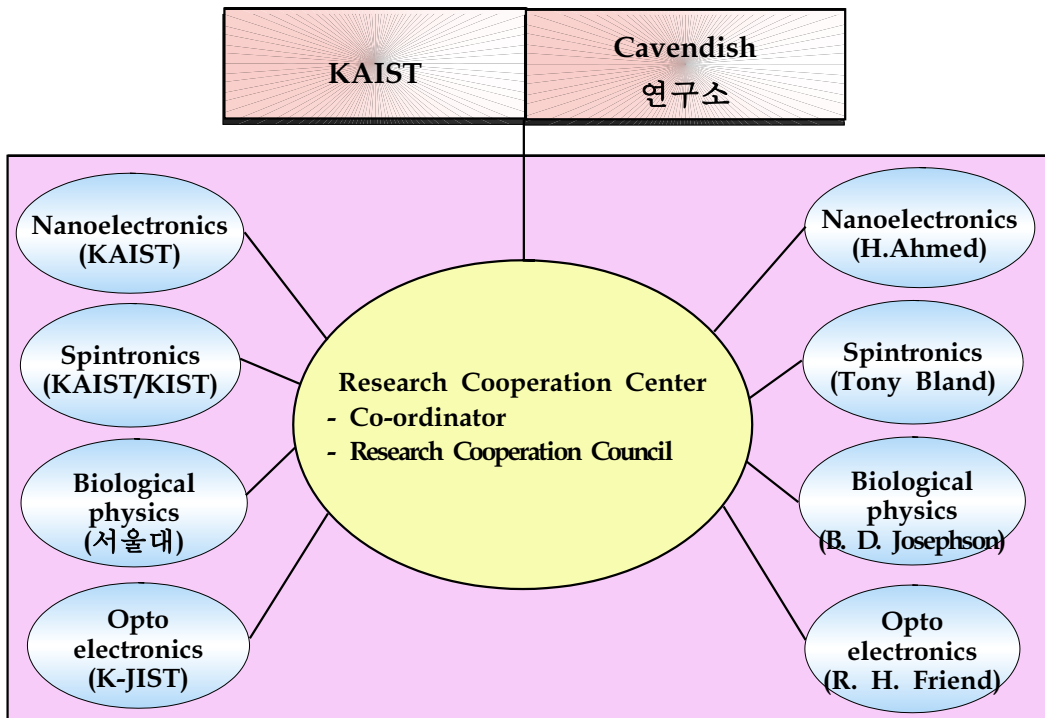 KAIST
Cavendish
연구소
Nanoelectronics
(KAIST)
Spintronics
(KAIST/KIST)
Biological
physics
(서울대)
Opto
electronics
(K-JIST)
Research Cooperation Center
- Co-ordinator
- Research Cooperation Council
Nanoelectronics
(H.Ahmed)
Spintronics
(Tony Bland)
Biological
physics
(B. D. Josephson)
Opto
electronics
(R. H. Friend)